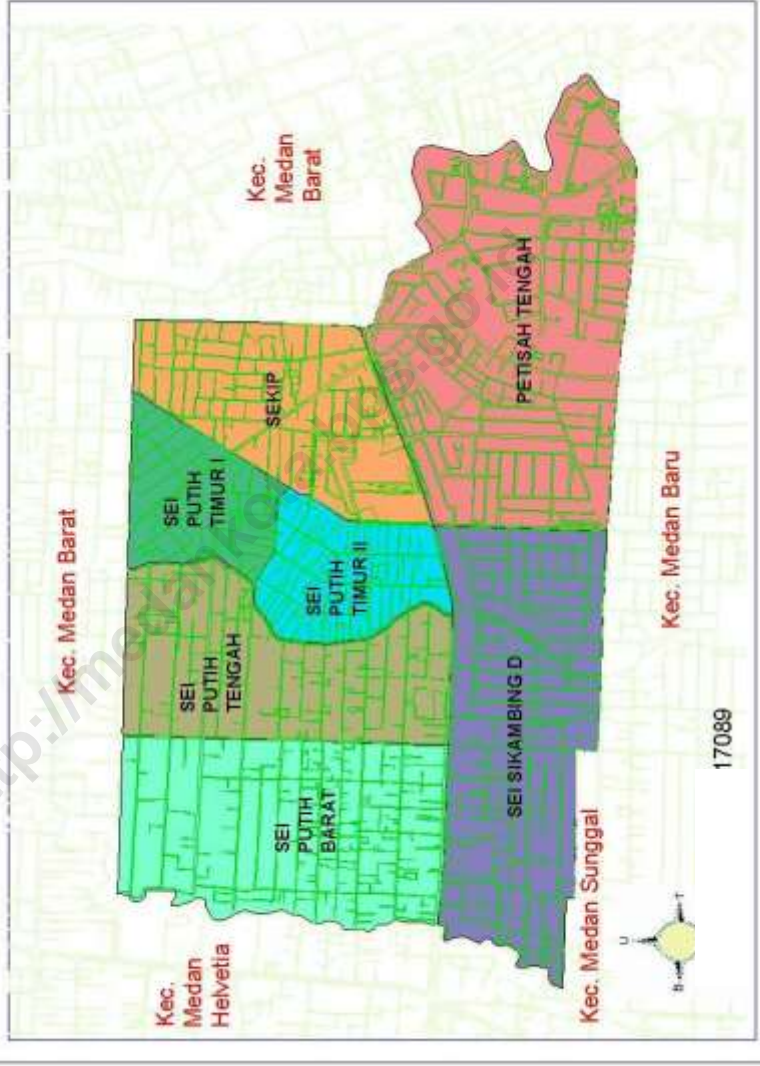 Kec. Medan Barat
Kec.
Medan
Barat
Kec.
Medan
Helvetia
SEI
PUTIH
BARAT
SEI
PUTIH
TENGAH
SEI
PUTIH
TIMUR I
SEI
PUTIH
TIMUR II
SEKIP
SEI SIKAMBING D
PETISAH TENGAH
Kec. Medan Sunggal
Kec. Medan Baru
U
B
T
17089